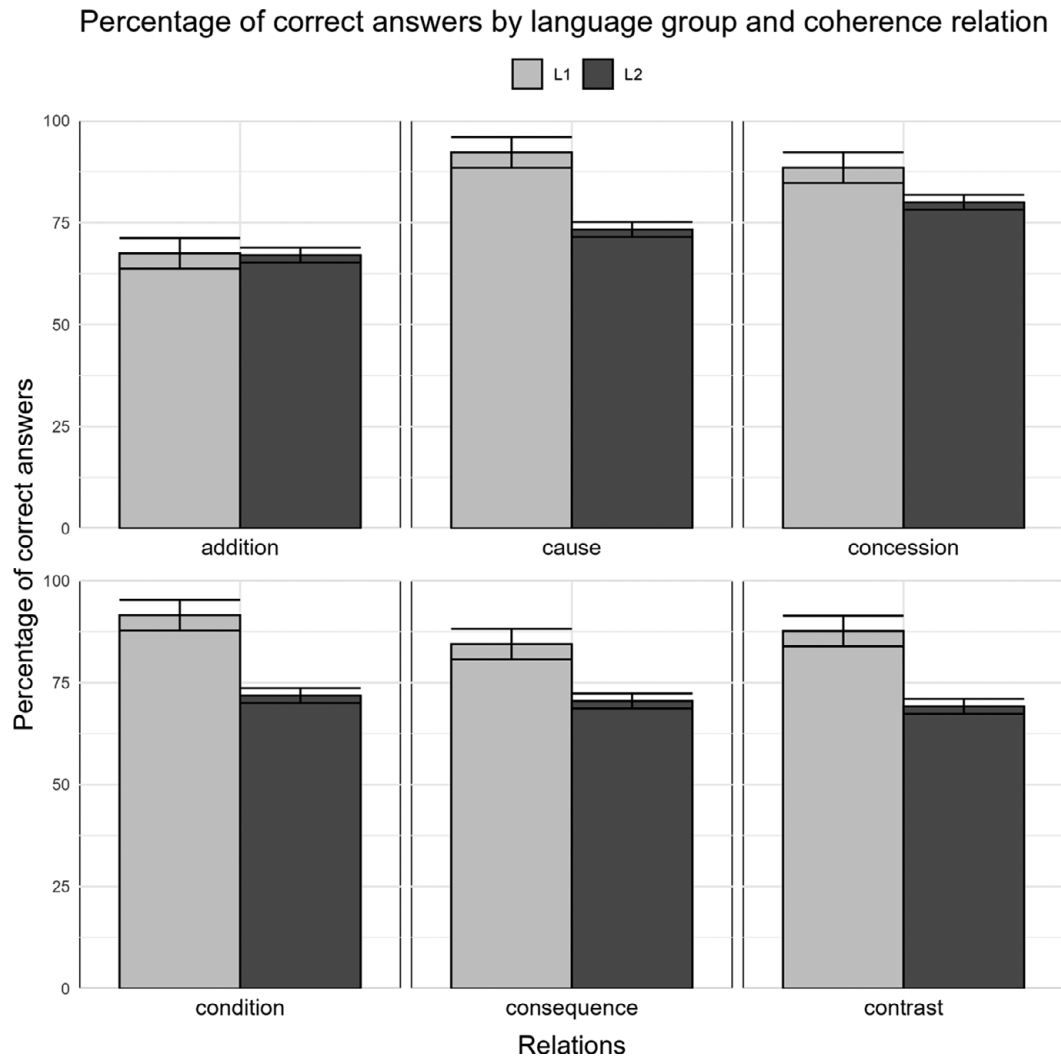 Percentage of correct answers by language group and coherence relation
L1 L2
Percentage of correct answers
100
75
50
25
0
addition cause concession
100
75
50
25
0
condition consequence contrast
Relations